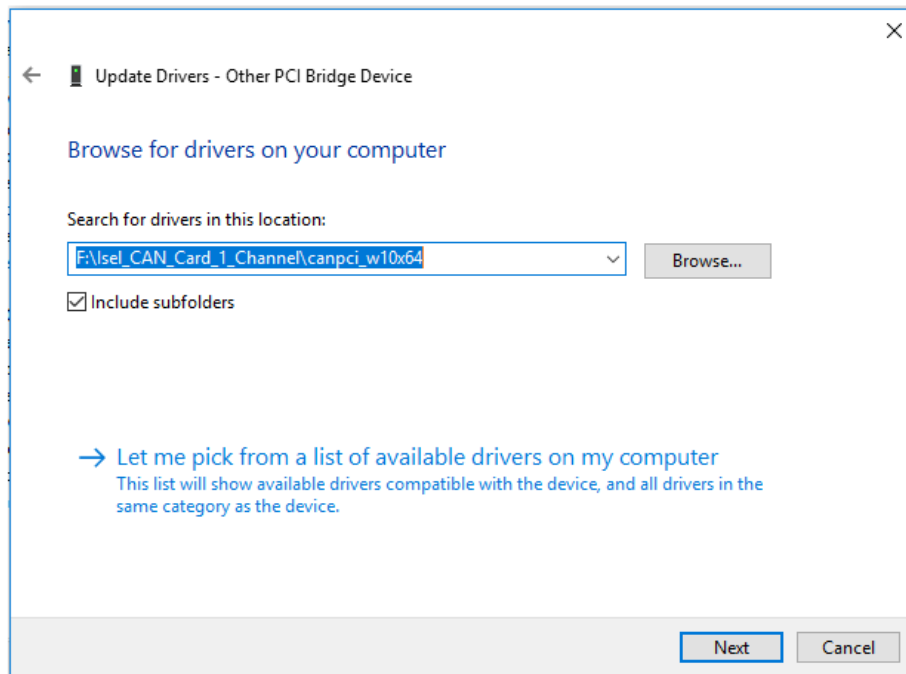 Update Drivers - Other PCI Bridge Device
Browse for drivers on your computer
Search for drivers in this location:
F:\Isel_CAN_Card_1_Channel\canpci_w10x64
Browse...
Include subfolders
Let me pick from a list of available drivers on my computer
This list will show available drivers compatible with the device, and all drivers in the
same category as the device.
Next
Cancel